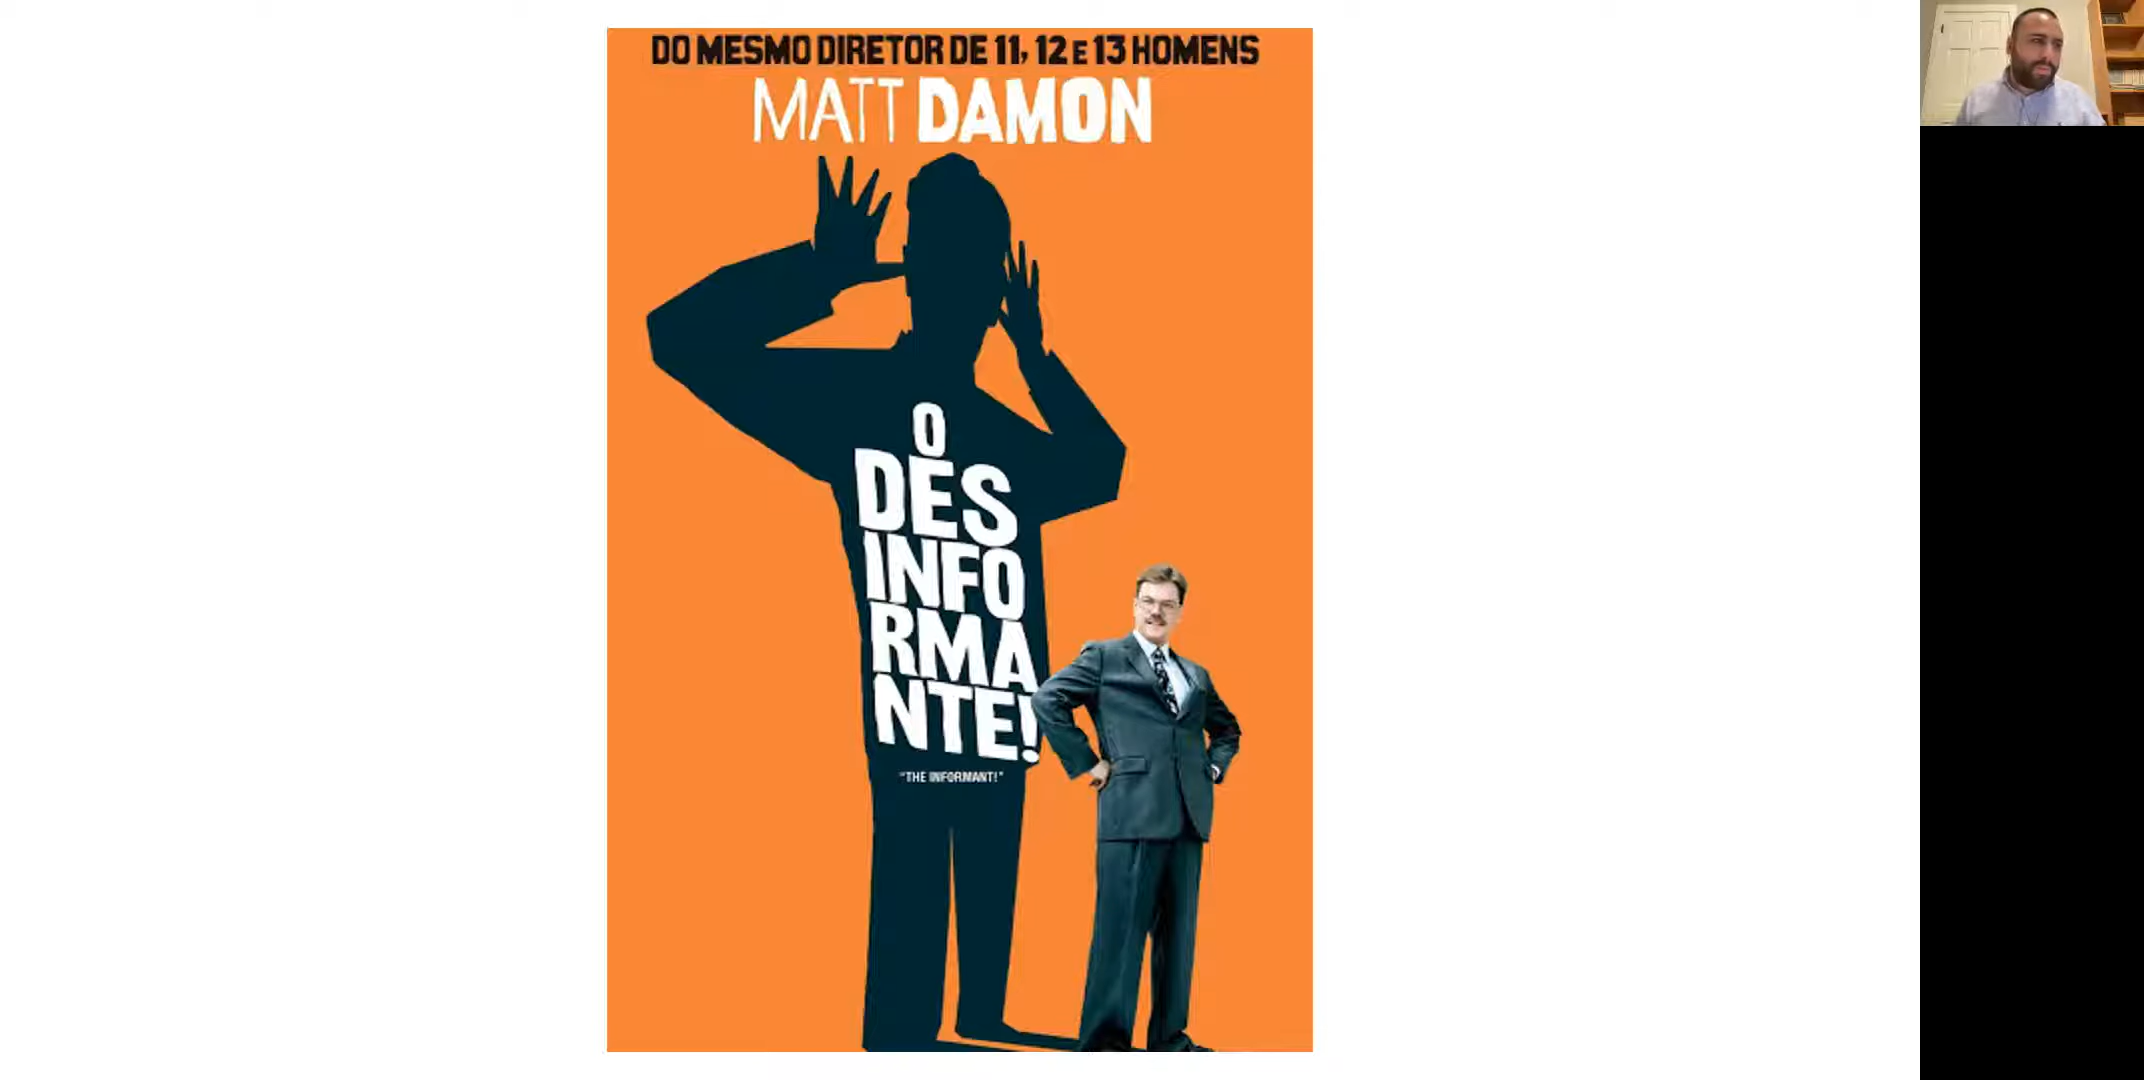 DO MESMO DIRETOR DE 11, 12 E 13 HOMENS
MATT DAMON
O
DES
INFO
RMA
NTE!
"THE INFORMANT!"